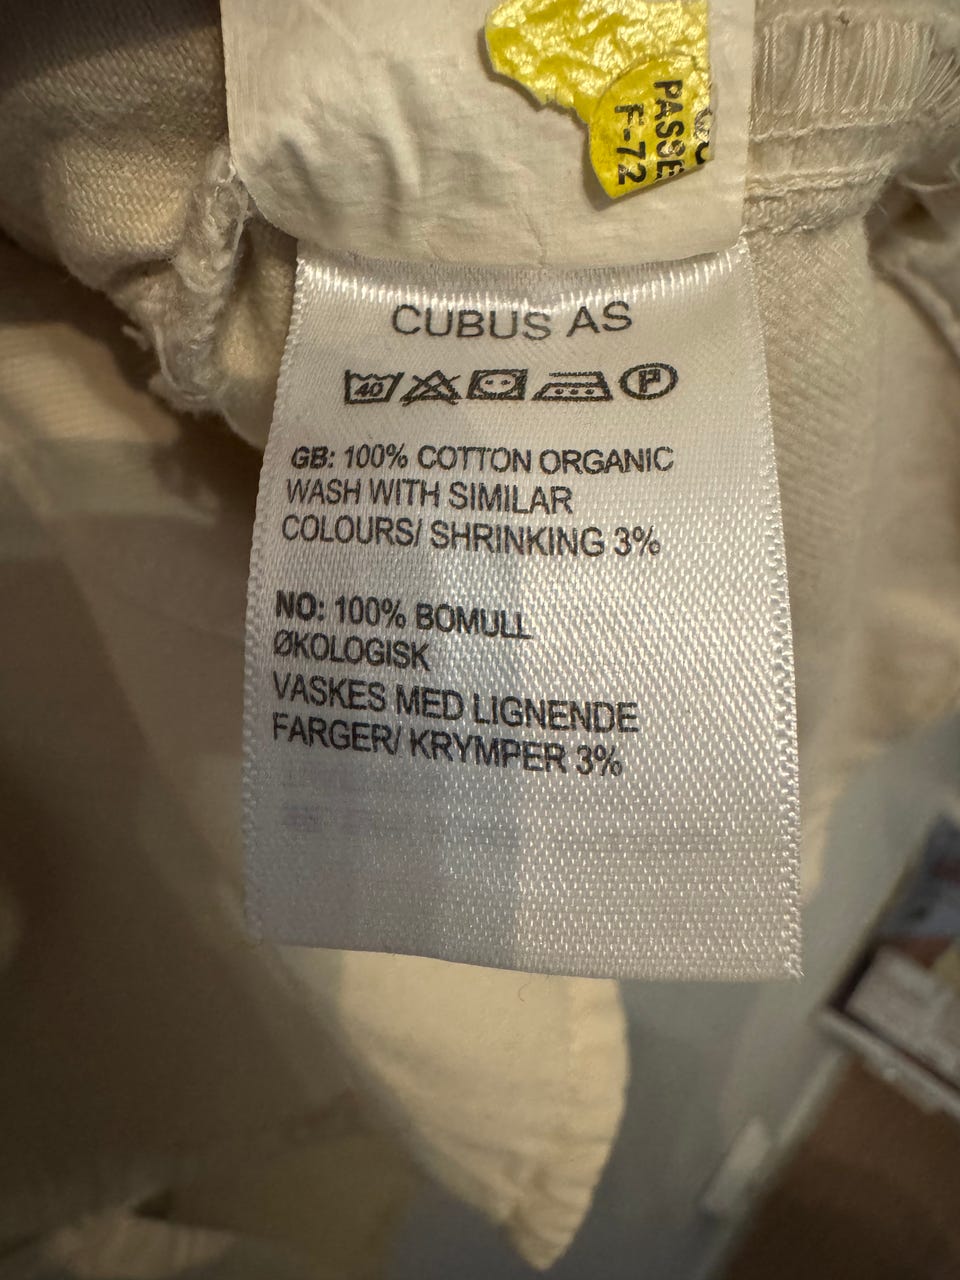 PASSE
F-72
CUBUS AS
40
P
GB: 100% COTTON ORGANIC
WASH WITH SIMILAR
COLOURS/ SHRINKING 3%
NO: 100% BOMULL
ØKOLOGISK
VASKES MED LIGNENDE
FARGER/ KRYMPER 3%